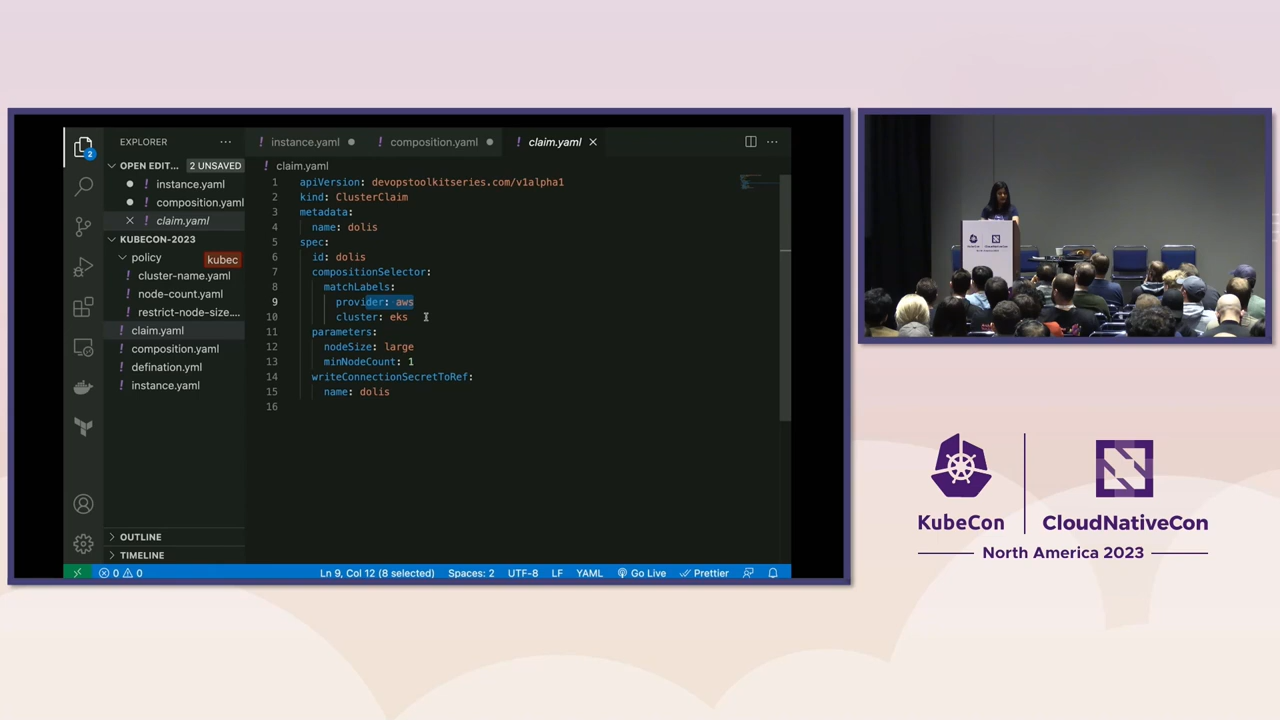 EXPLORER
OPEN EDIT...
2 UNSAVED
instance.yaml
composition.yaml
claim.yaml
KUBECON-2023
policy
kubec
cluster-name.yaml
node-count.yaml
restrict-node-size....
claim.yaml
composition.yaml
defination.yml
instance.yaml
OUTLINE
TIMELINE
instance.yaml
composition.yaml
claim.yaml
claim.yaml
1 apiVersion: devopstoolkitseries.com/v1alpha1
2 kind: ClusterClaim
3 metadata:
4 name: dolis
5 spec:
6 id: dolis
7 compositionSelector:
8 matchLabels:
9 provider: aws
10 cluster: eks
11 parameters:
12 nodeSize: large
13 minNodeCount: 1
14 writeConnectionSecretToRef:
15 name: dolis
16
2
0 0 Ln 9, Col 12 (8 selected) Spaces: 2 UTF-8 LF YAML Go Live Prettier
KubeCon
CloudNativeCon
North America 2023